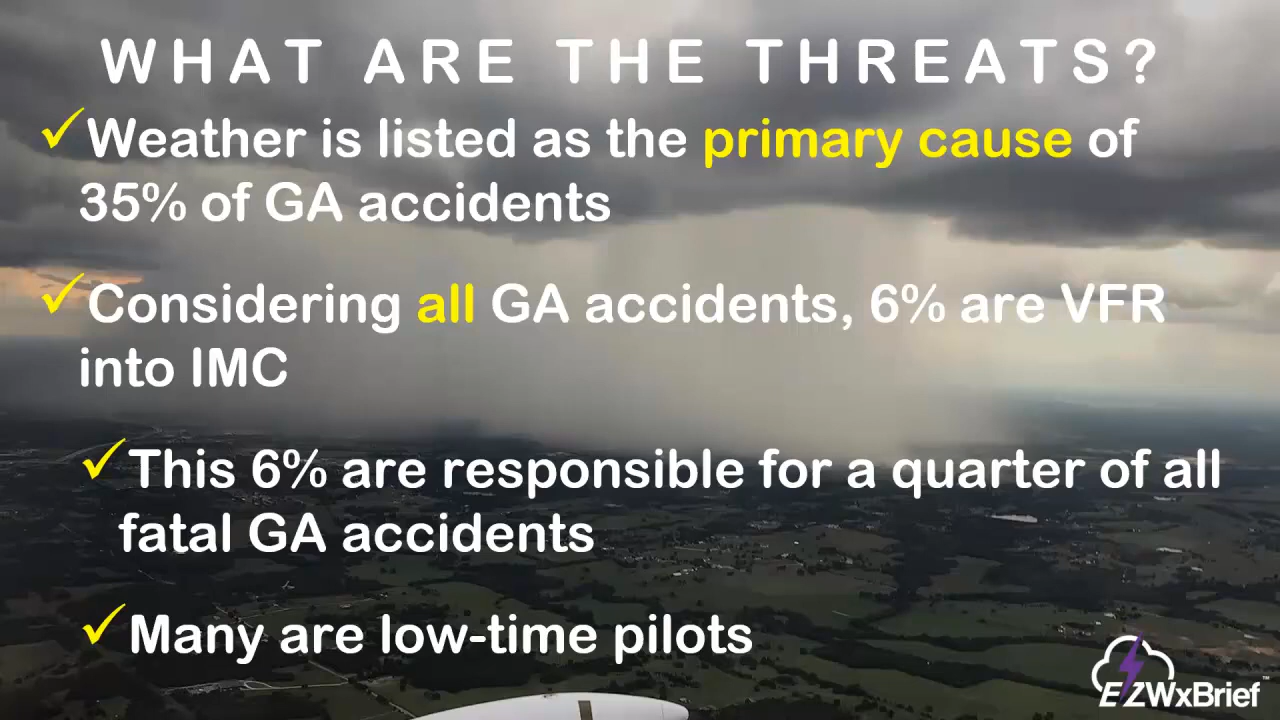 WHAT ARE THE THREATS?
Weather is listed as the primary cause of
35% of GA accidents
Considering all GA accidents, 6% are VFR
into IMC
This 6% are responsible for a quarter of all
fatal GA accidents
Many are low-time pilots
EZWxBrief™